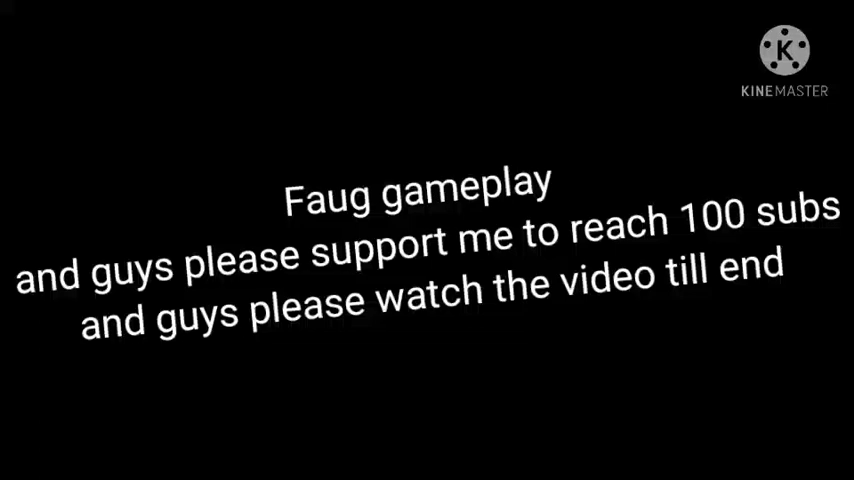 K
KINEMASTER
Faug gameplay
and guys please support me to reach 100 subs
and guys please watch the video till end